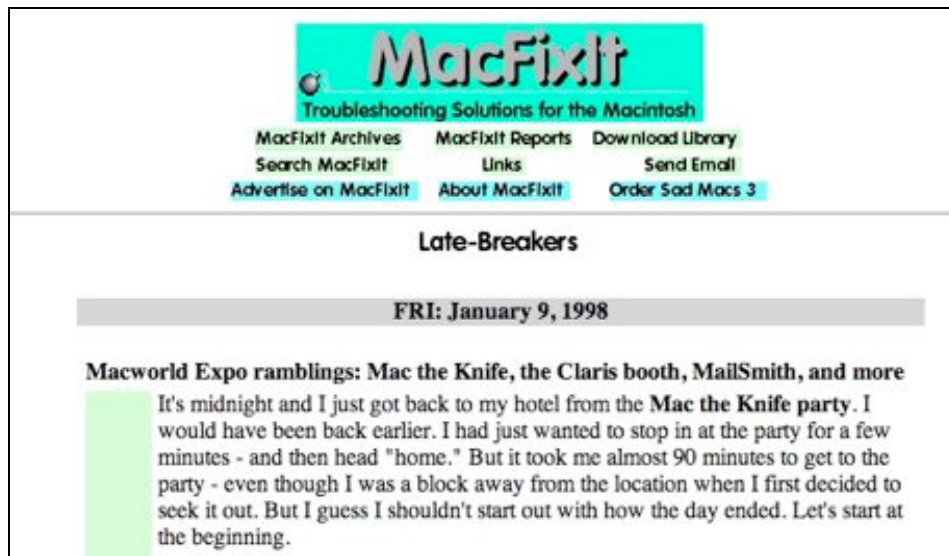 MacFixIt
Troubleshooting Solutions for the Macintosh
MacFixIt Archives MacFixIt Reports Download Library
Search MacFixIt Links Send Email
Advertise on MacFixIt About MacFixIt Order Sad Macs 3
Late-Breakers
FRI: January 9, 1998
Macworld Expo ramblings: Mac the Knife, the Claris booth, MailSmith, and more
It's midnight and I just got back to my hotel from the Mac the Knife party. I
would have been back earlier. I had just wanted to stop in at the party for a few
minutes - and then head "home." But it took me almost 90 minutes to get to the
party - even though I was a block away from the location when I first decided to
seek it out. But I guess I shouldn't start out with how the day ended. Let's start at
the beginning.